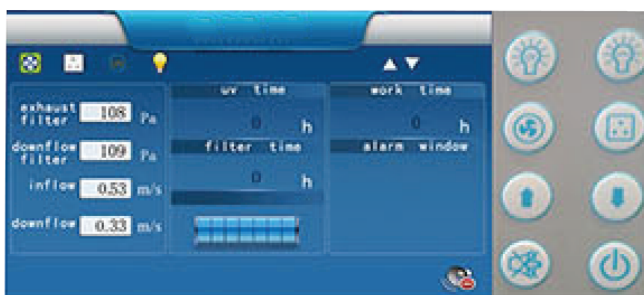 uv time
work time
exhaust
filter 108 Pa
0 h
0 h
downflow
filter 109 Pa
filter time
alarm window
inflow 0.53 m/s
0 h
downflow 0.33 m/s